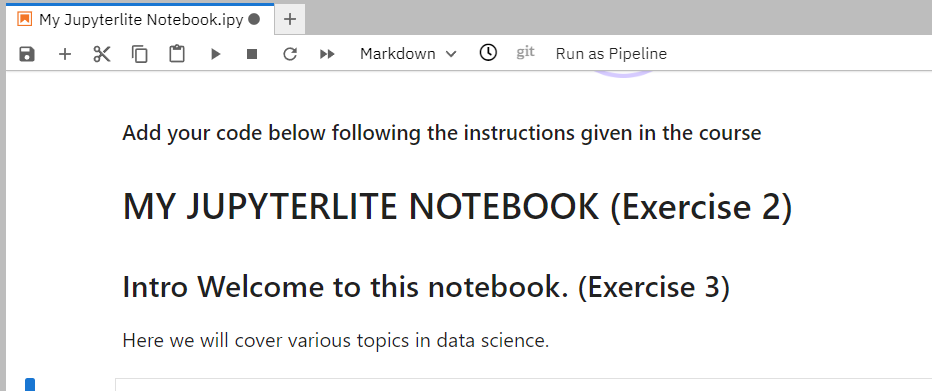 My Jupyterlite Notebook.ipy
Markdown git Run as Pipeline
Add your code below following the instructions given in the course
MY JUPYTERLITE NOTEBOOK (Exercise 2)
Intro Welcome to this notebook. (Exercise 3)
Here we will cover various topics in data science.